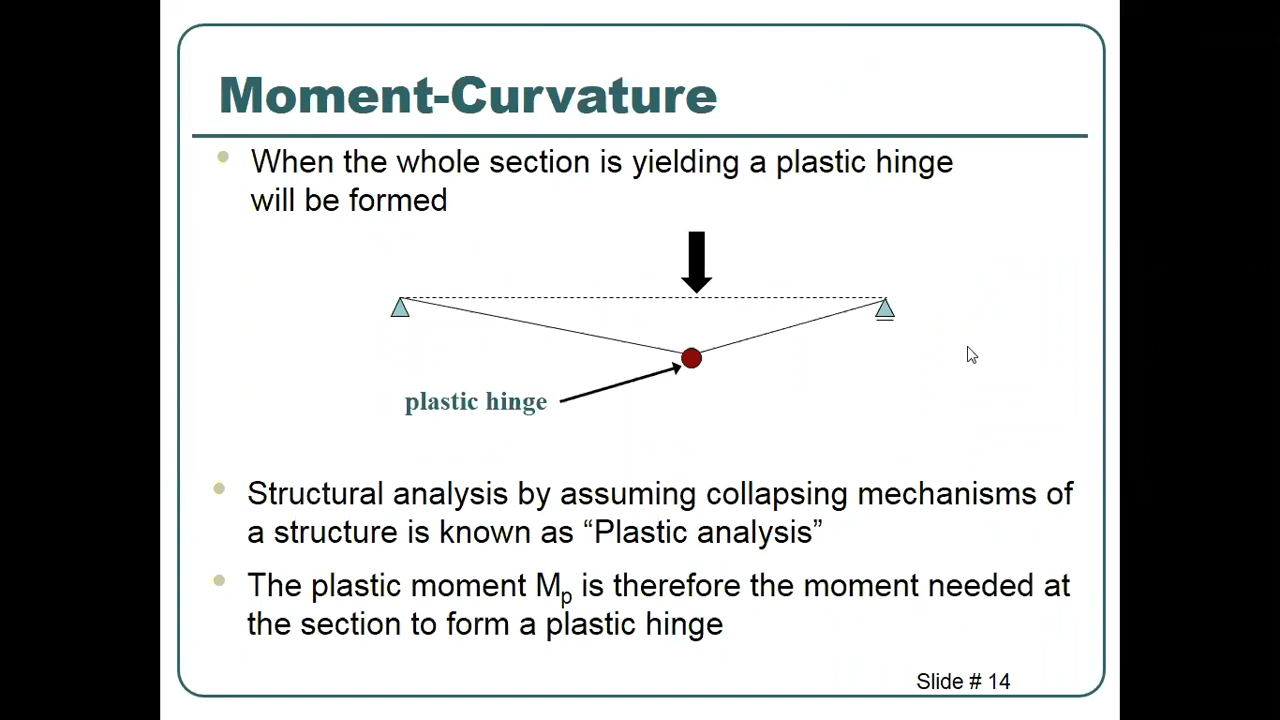 Moment-Curvature
When the whole section is yielding a plastic hinge
will be formed
plastic hinge
Structural analysis by assuming collapsing mechanisms of
a structure is known as “Plastic analysis”
The plastic moment Mp is therefore the moment needed at
the section to form a plastic hinge
Slide # 14